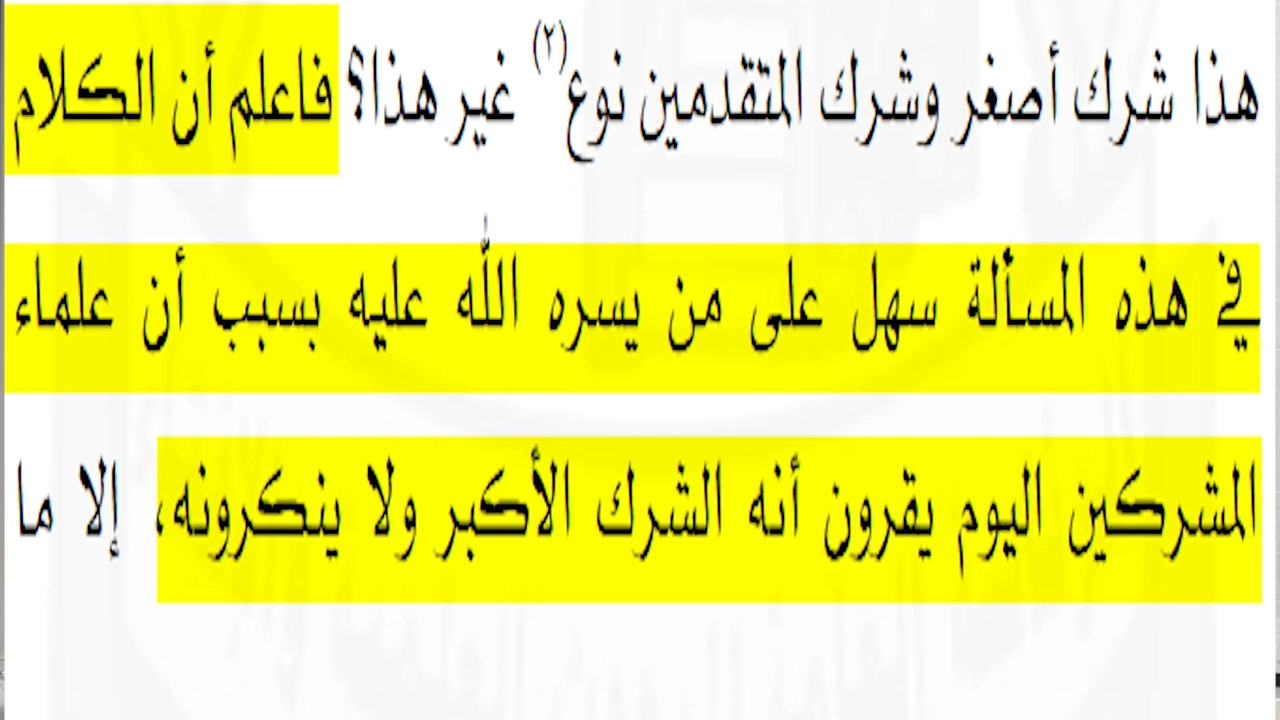 هذا شرك أصغر وشرك المتقدمين نوع(٢) غير هذا؟ فاعلم أن الكلام
في هذه المسألة سهل على من يسره الله عليه بسبب أن علماء
المشركين اليوم يقرون أنه الشرك الأكبر ولا ينكرونه، إلا ما